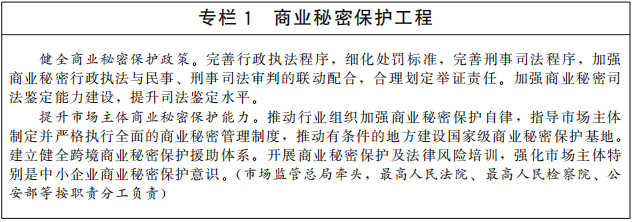 专栏1 商业秘密保护工程
健全商业秘密保护政策。完善行政执法程序，细化处罚标准，完善刑事司法程序，加强
商业秘密行政执法与民事、刑事司法审判的联动配合，合理划定举证责任。加强商业秘密司
法鉴定能力建设，提升司法鉴定水平。
提升市场主体商业秘密保护能力。推动行业组织加强商业秘密保护自律，指导市场主体
制定并严格执行全面的商业秘密管理制度，推动有条件的地方建设国家级商业秘密保护基地。
建立健全跨境商业秘密保护援助体系。开展商业秘密保护及法律风险培训，强化市场主体特
别是中小企业商业秘密保护意识。（市场监管总局牵头，最高人民法院、最高人民检察院、公
安部等按职责分工负责）